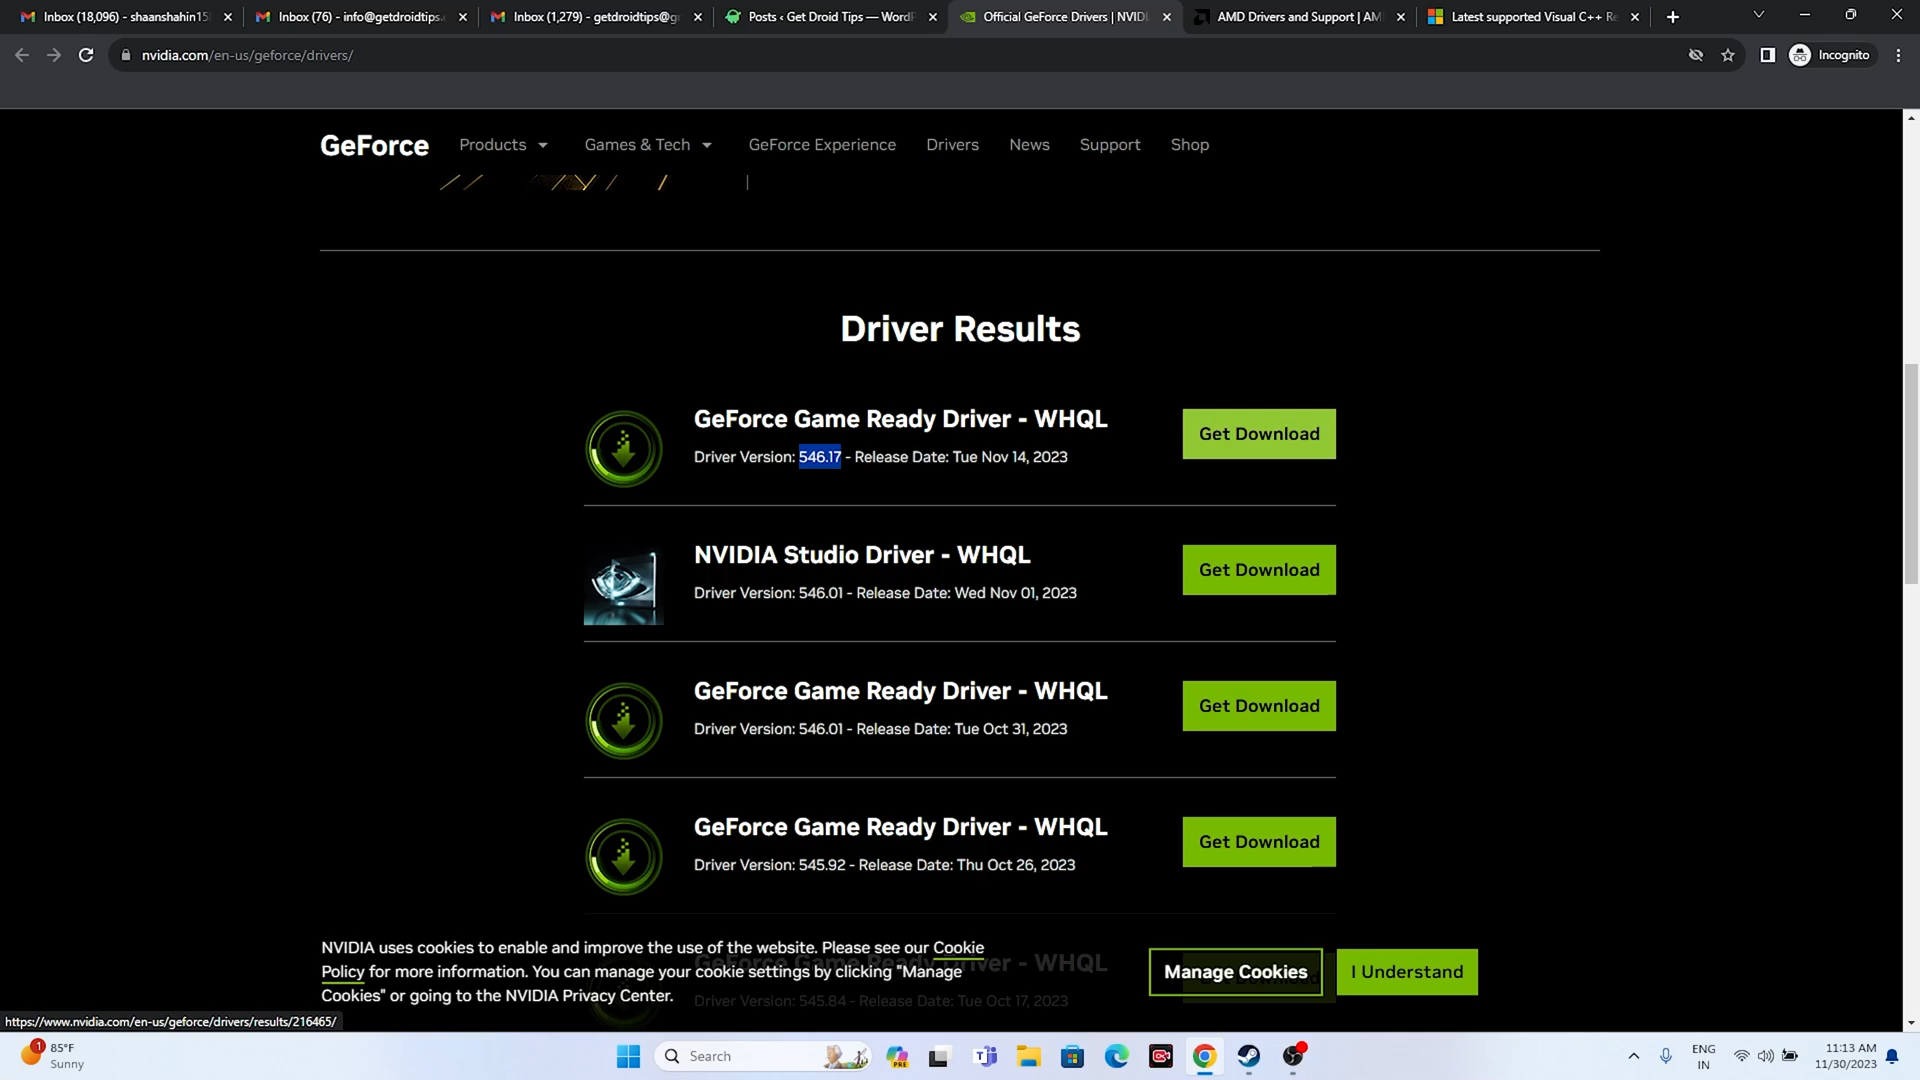 Inbox (18,096) - shaanshahin15
Inbox (76) - info@getdroidtips.
Inbox (1,279) - getdroidtips@g
Posts ‹ Get Droid Tips — WordP
Official GeForce Drivers | NVIDI
AMD Drivers and Support | AM
Latest supported Visual C++ Re
nvidia.com/en-us/geforce/drivers/
Incognito
GeForce
Products
Games & Tech
GeForce Experience
Drivers
News
Support
Shop
Driver Results
GeForce Game Ready Driver - WHQL
Driver Version: 546.17 - Release Date: Tue Nov 14, 2023
Get Download
NVIDIA Studio Driver - WHQL
Driver Version: 546.01 - Release Date: Wed Nov 01, 2023
Get Download
GeForce Game Ready Driver - WHQL
Driver Version: 546.01 - Release Date: Tue Oct 31, 2023
Get Download
GeForce Game Ready Driver - WHQL
Driver Version: 545.92 - Release Date: Thu Oct 26, 2023
Get Download
GeForce Game Ready Driver - WHQL
Driver Version: 545.84 - Release Date: Tue Oct 17, 2023
NVIDIA uses cookies to enable and improve the use of the website. Please see our Cookie
Policy for more information. You can manage your cookie settings by clicking "Manage
Cookies" or going to the NVIDIA Privacy Center.
Manage Cookies
I Understand
https://www.nvidia.com/en-us/geforce/drivers/results/216465/
1
85°F
Sunny
Search
PRE
ENG
IN
11:13 AM
11/30/2023